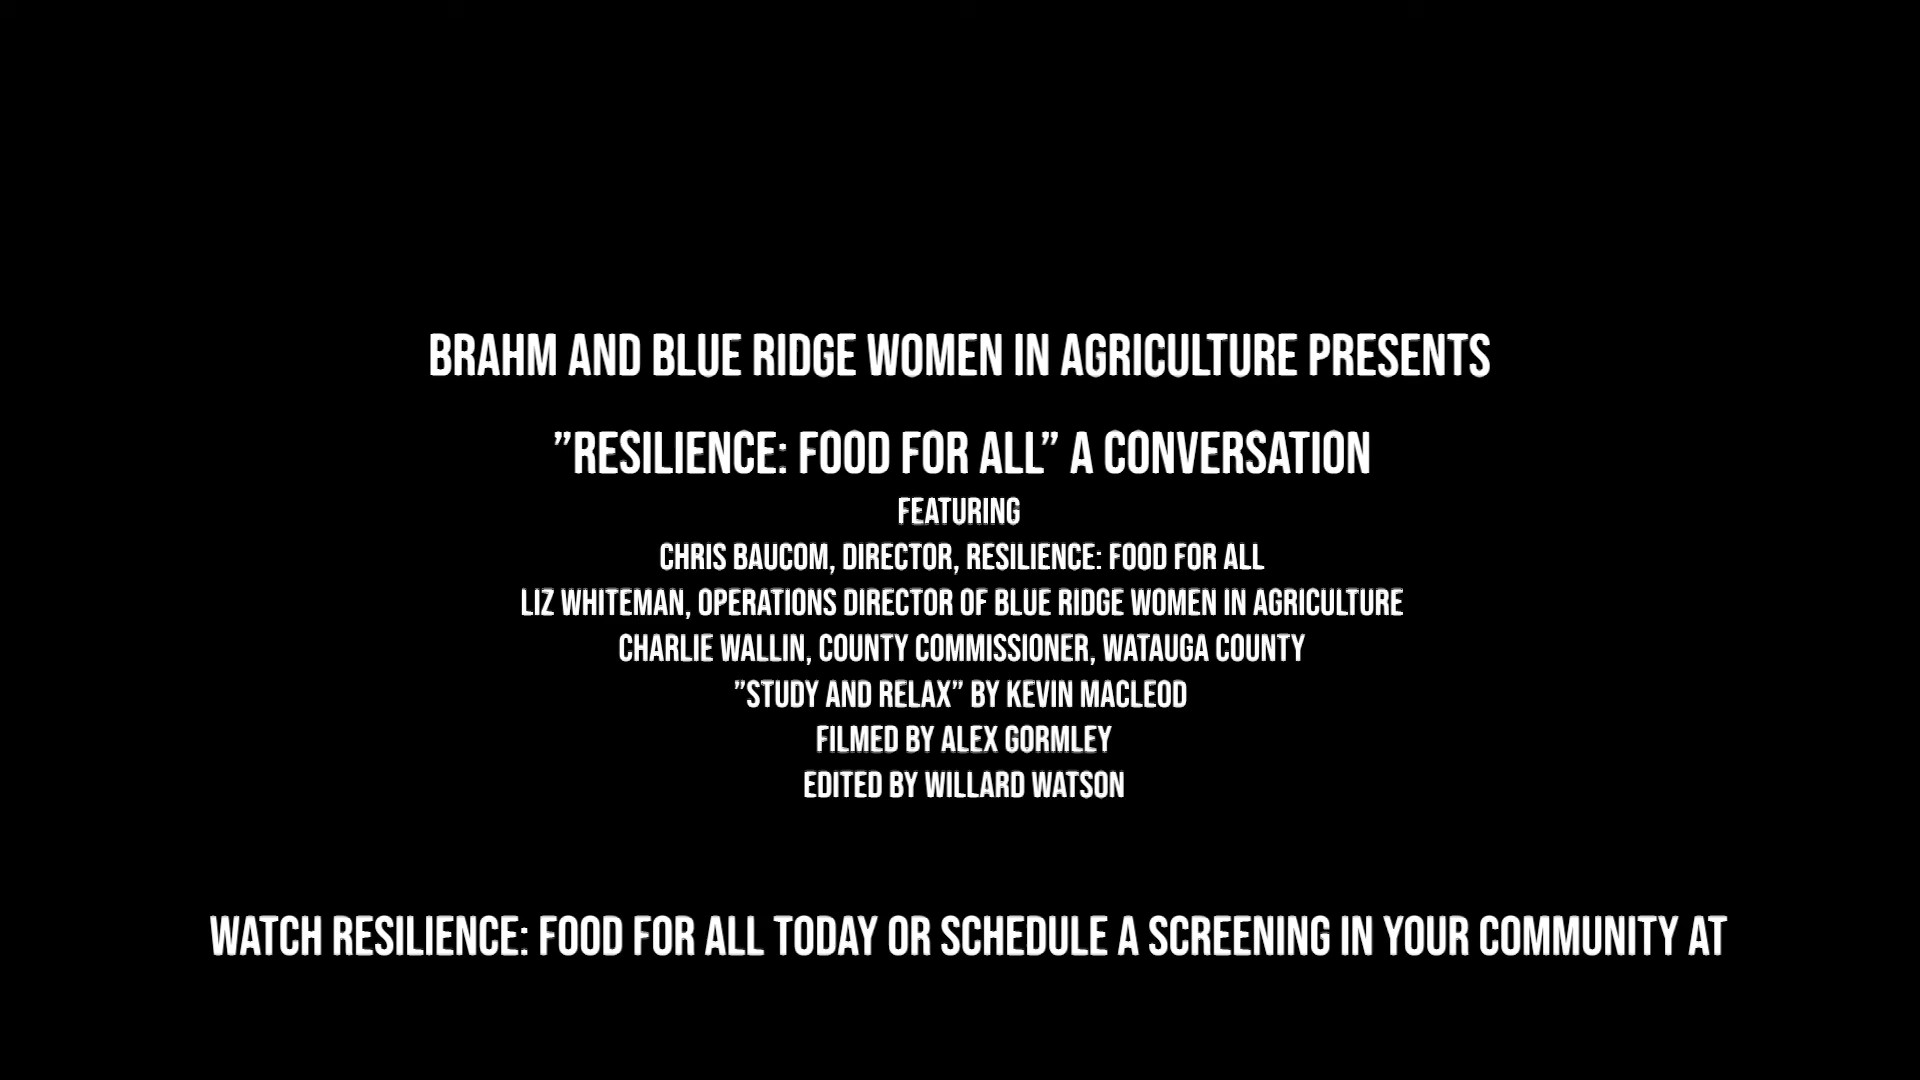 BRAHM AND BLUE RIDGE WOMEN IN AGRICULTURE PRESENTS
”RESILIENCE: FOOD FOR ALL” A CONVERSATION
FEATURING
CHRIS BAUCOM, DIRECTOR, RESILIENCE: FOOD FOR ALL
LIZ WHITEMAN, OPERATIONS DIRECTOR OF BLUE RIDGE WOMEN IN AGRICULTURE
CHARLIE WALLIN, COUNTY COMMISSIONER, WATAUGA COUNTY
”STUDY AND RELAX” BY KEVIN MACLEOD
FILMED BY ALEX GORMLEY
EDITED BY WILLARD WATSON
WATCH RESILIENCE: FOOD FOR ALL TODAY OR SCHEDULE A SCREENING IN YOUR COMMUNITY AT